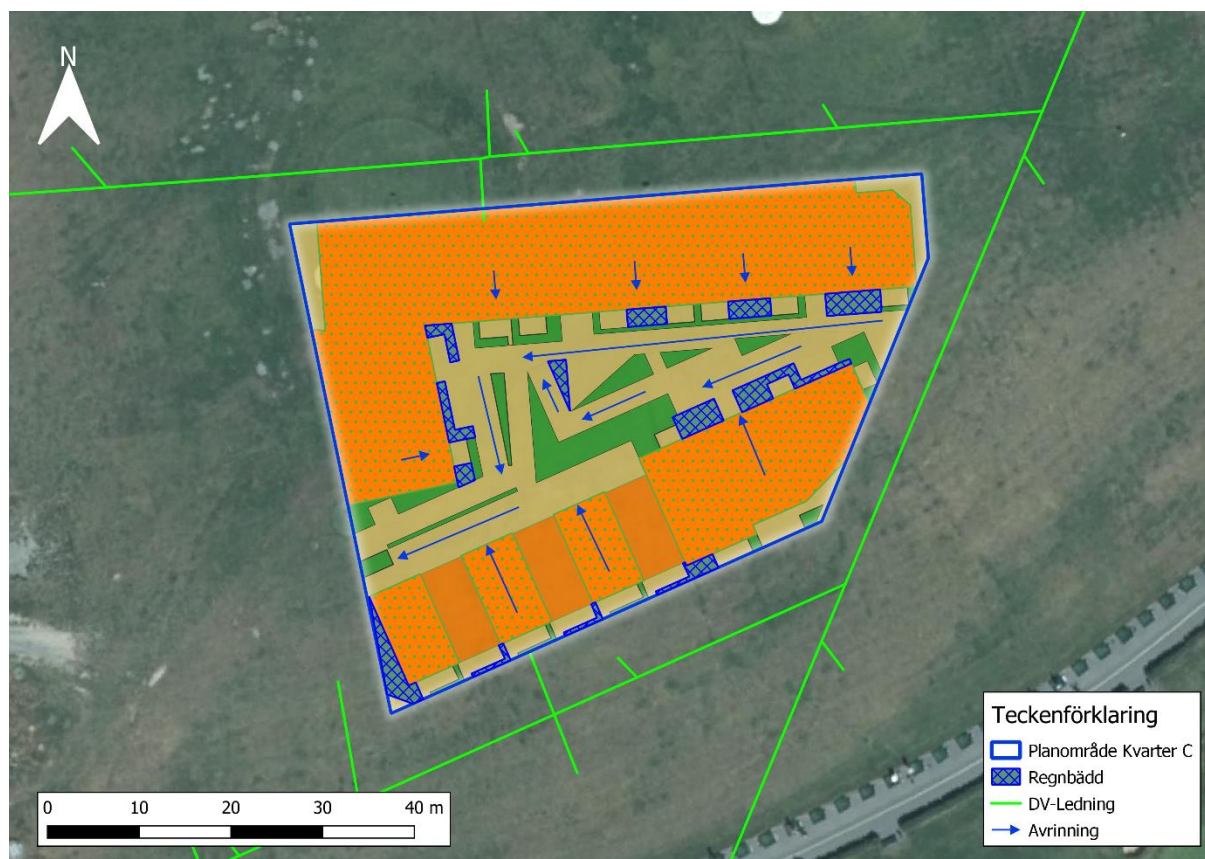 N
Teckenförklaring
Planområde Kvarter C
Regnbädd
DV-Ledning
Avrinning
0 10 20 30 40 m